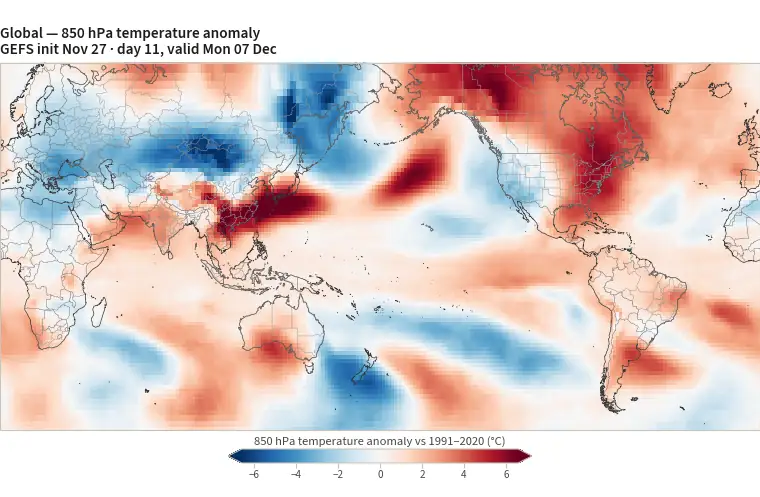 Global — 850 hPa temperature anomaly
GEFS init Nov 27 · day 11, valid Mon 07 Dec
850 hPa temperature anomaly vs 1991–2020 (°C)
−6 −4 −2 0 2 4 6